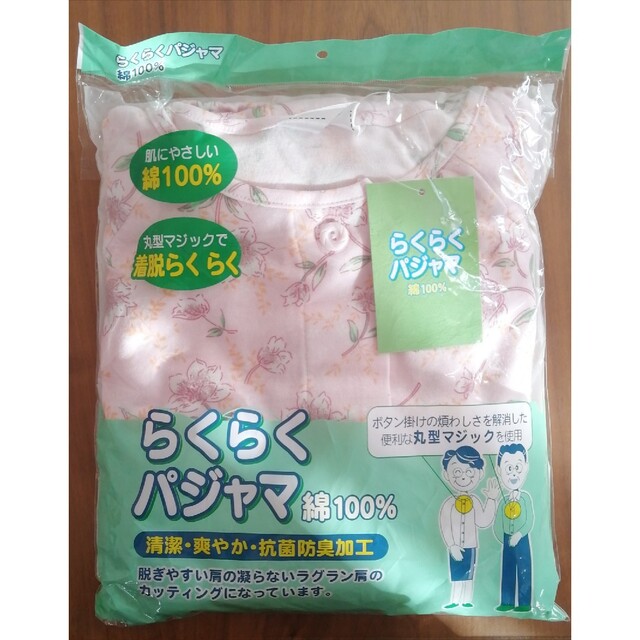 らくらくパジャマ
綿100%
肌にやさしい
綿100%
丸型マジックで
着脱らくらく
らくらく
パジャマ
綿100%
ボタン掛けの煩わしさを解消した
便利な丸型マジックを使用
らくらく
パジャマ 綿100%
清潔・爽やか・抗菌防臭加工
脱ぎやすい肩の凝らないラグラン肩の
カッティングになっています。